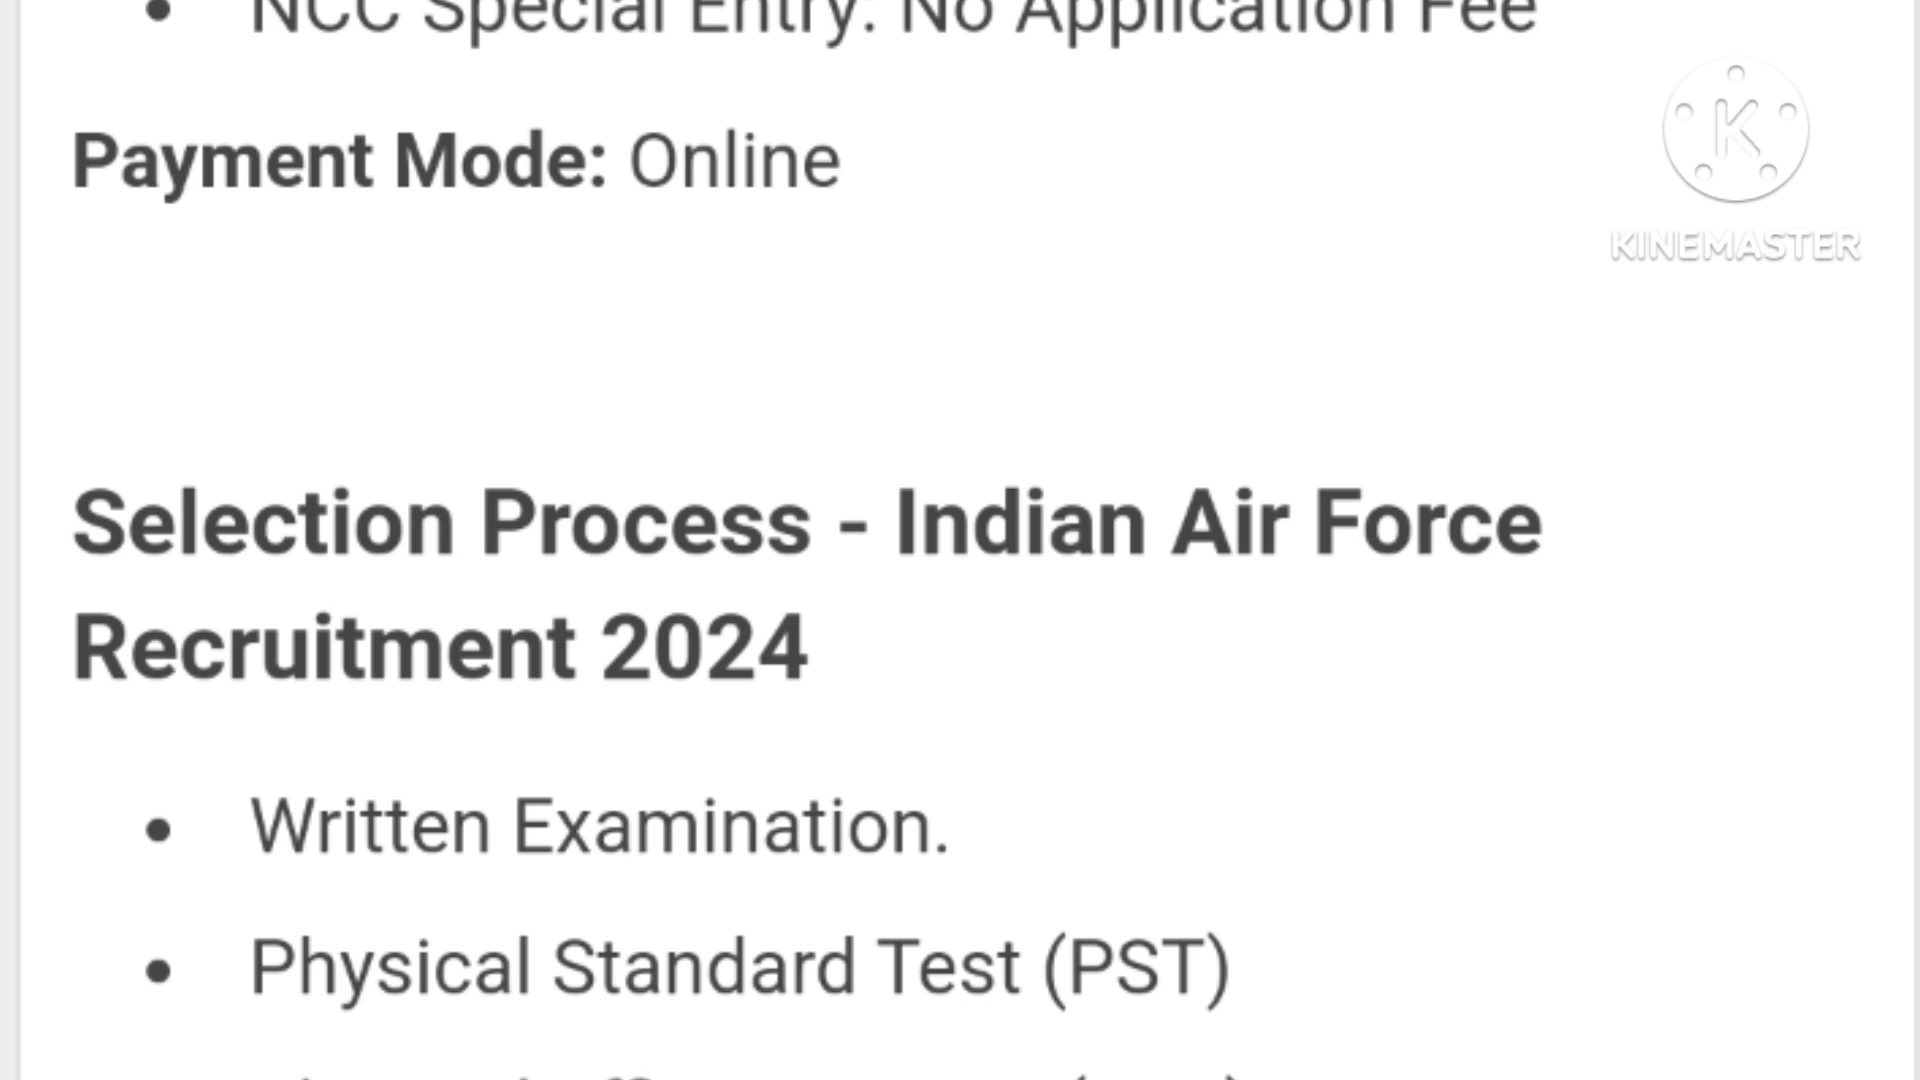 NCC Special Entry: No Application Fee
Payment Mode: Online
K
KINEMASTER
Selection Process - Indian Air Force
Recruitment 2024
• Written Examination.
• Physical Standard Test (PST)